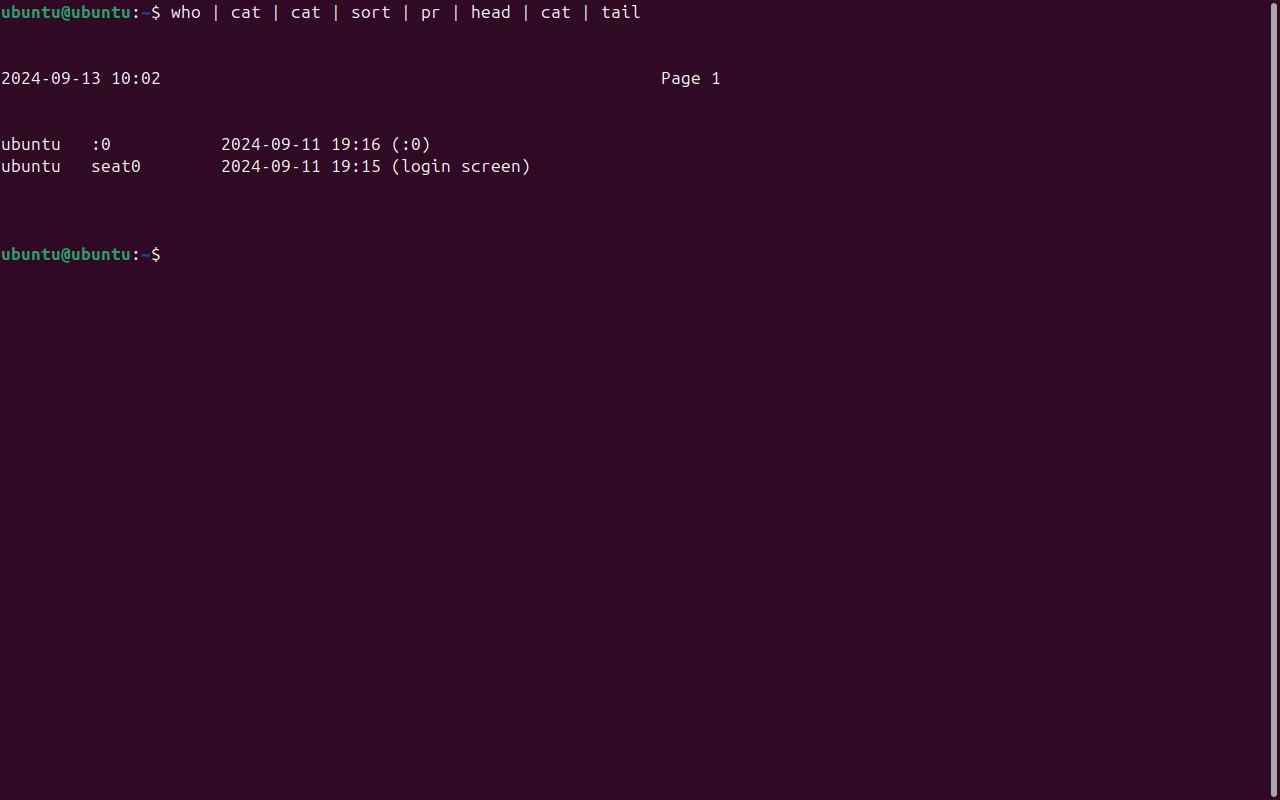 ubuntu@ubuntu:~$ who | cat | cat | sort | pr | head | cat | tail
2024-09-13 10:02                                                  Page 1
ubuntu   :0           2024-09-11 19:16 (:0)
ubuntu   seat0        2024-09-11 19:15 (login screen)
ubuntu@ubuntu:~$